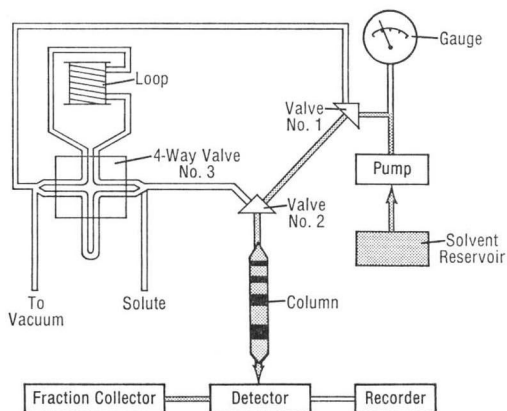 Gauge
Loop
Valve
No. 1
4-Way Valve
No. 3
Pump
Valve
No. 2
Solvent
Reservoir
To
Vacuum
Solute
Column
Fraction Collector
Detector
Recorder